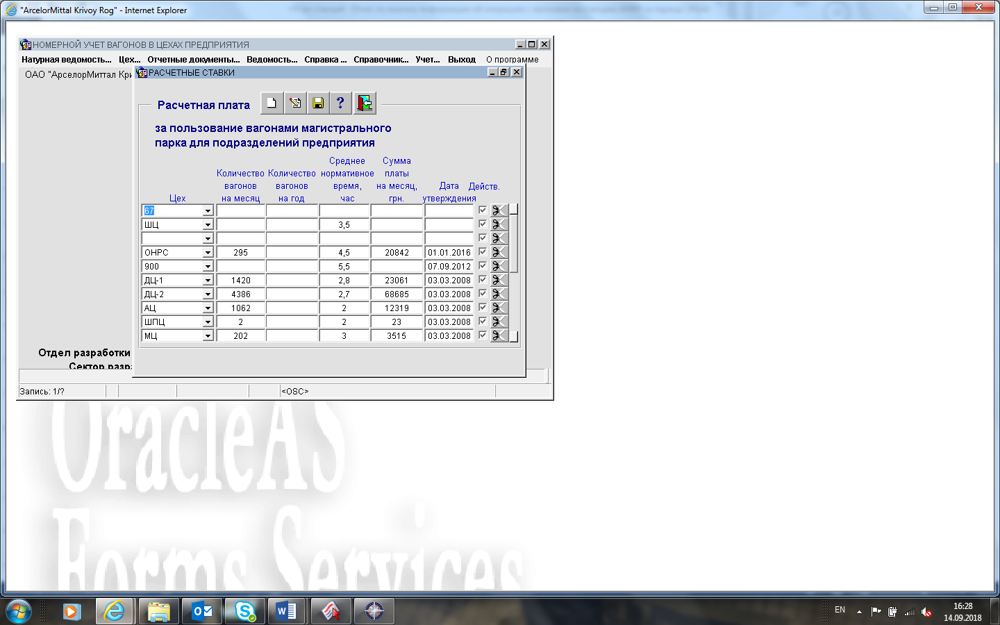 "ArcelorMittal Krivoy Rog" - Internet Explorer
НОМЕРНОЙ УЧЕТ ВАГОНОВ В ЦЕХАХ ПРЕДПРИЯТИЯ
Натурная ведомость... Цех... Отчетные документы... Ведомость... Справка ... Справочник... Учет... Выход О программе
ОАО "АрселорМиттал Кри
РАСЧЕТНЫЕ СТАВКИ
Расчетная плата
за пользование вагонами магистрального
парка для подразделений предприятия
Цех
Количество вагонов на месяц
Количество вагонов на год
Среднее нормативное время, час
Сумма платы на месяц, грн.
Дата утверждения
Действ.
67
ШЦ 3,5
ОНРС 295 4,5 20842 01.01.2016
900 5,5 07.09.2012
ДЦ-1 1420 2,8 23061 03.03.2008
ДЦ-2 4386 2,7 68685 03.03.2008
АЦ 1062 2 12319 03.03.2008
ШПЦ 2 2 23 03.03.2008
МЦ 202 3 3515 03.03.2008
Отдел разработки
Сектор разра
Запись: 1/? <OSC>
OracleAS
Forms Services
EN
16:28
14.09.2018